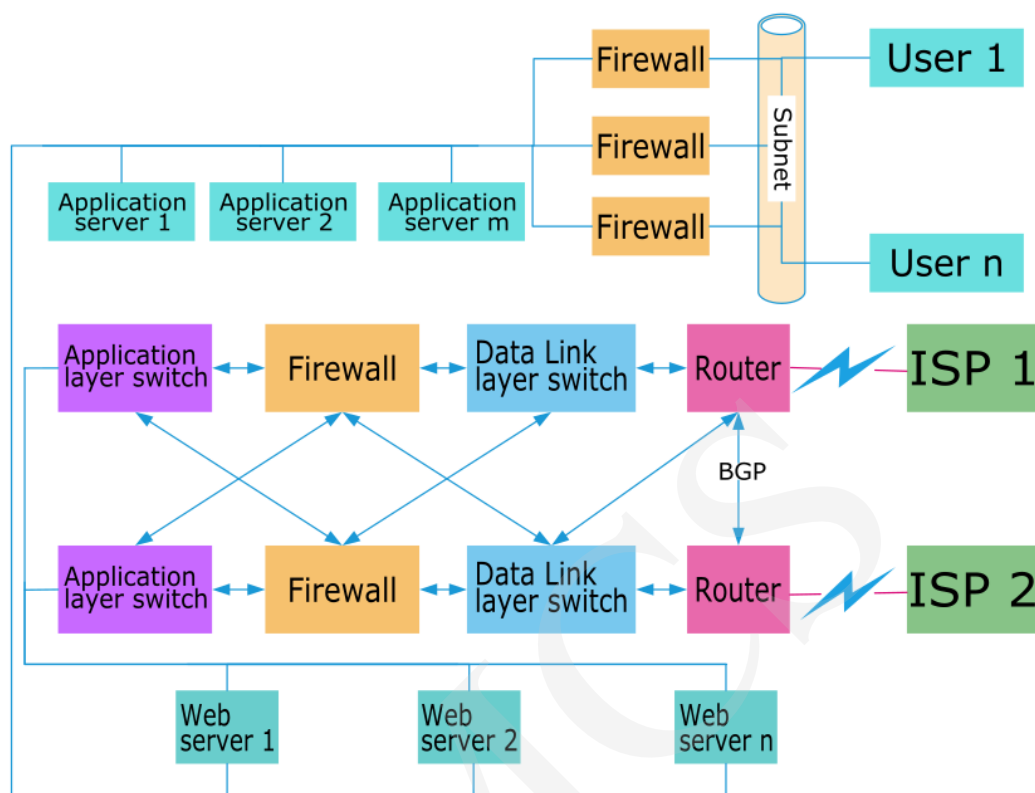 Firewall
User 1
Firewall
Subnet
Application
server 1
Application
server 2
Application
server m
Firewall
User n
Application
layer switch
Firewall
Data Link
layer switch
Router
ISP 1
BGP
Application
layer switch
Firewall
Data Link
layer switch
Router
ISP 2
Web
server 1
Web
server 2
Web
server n